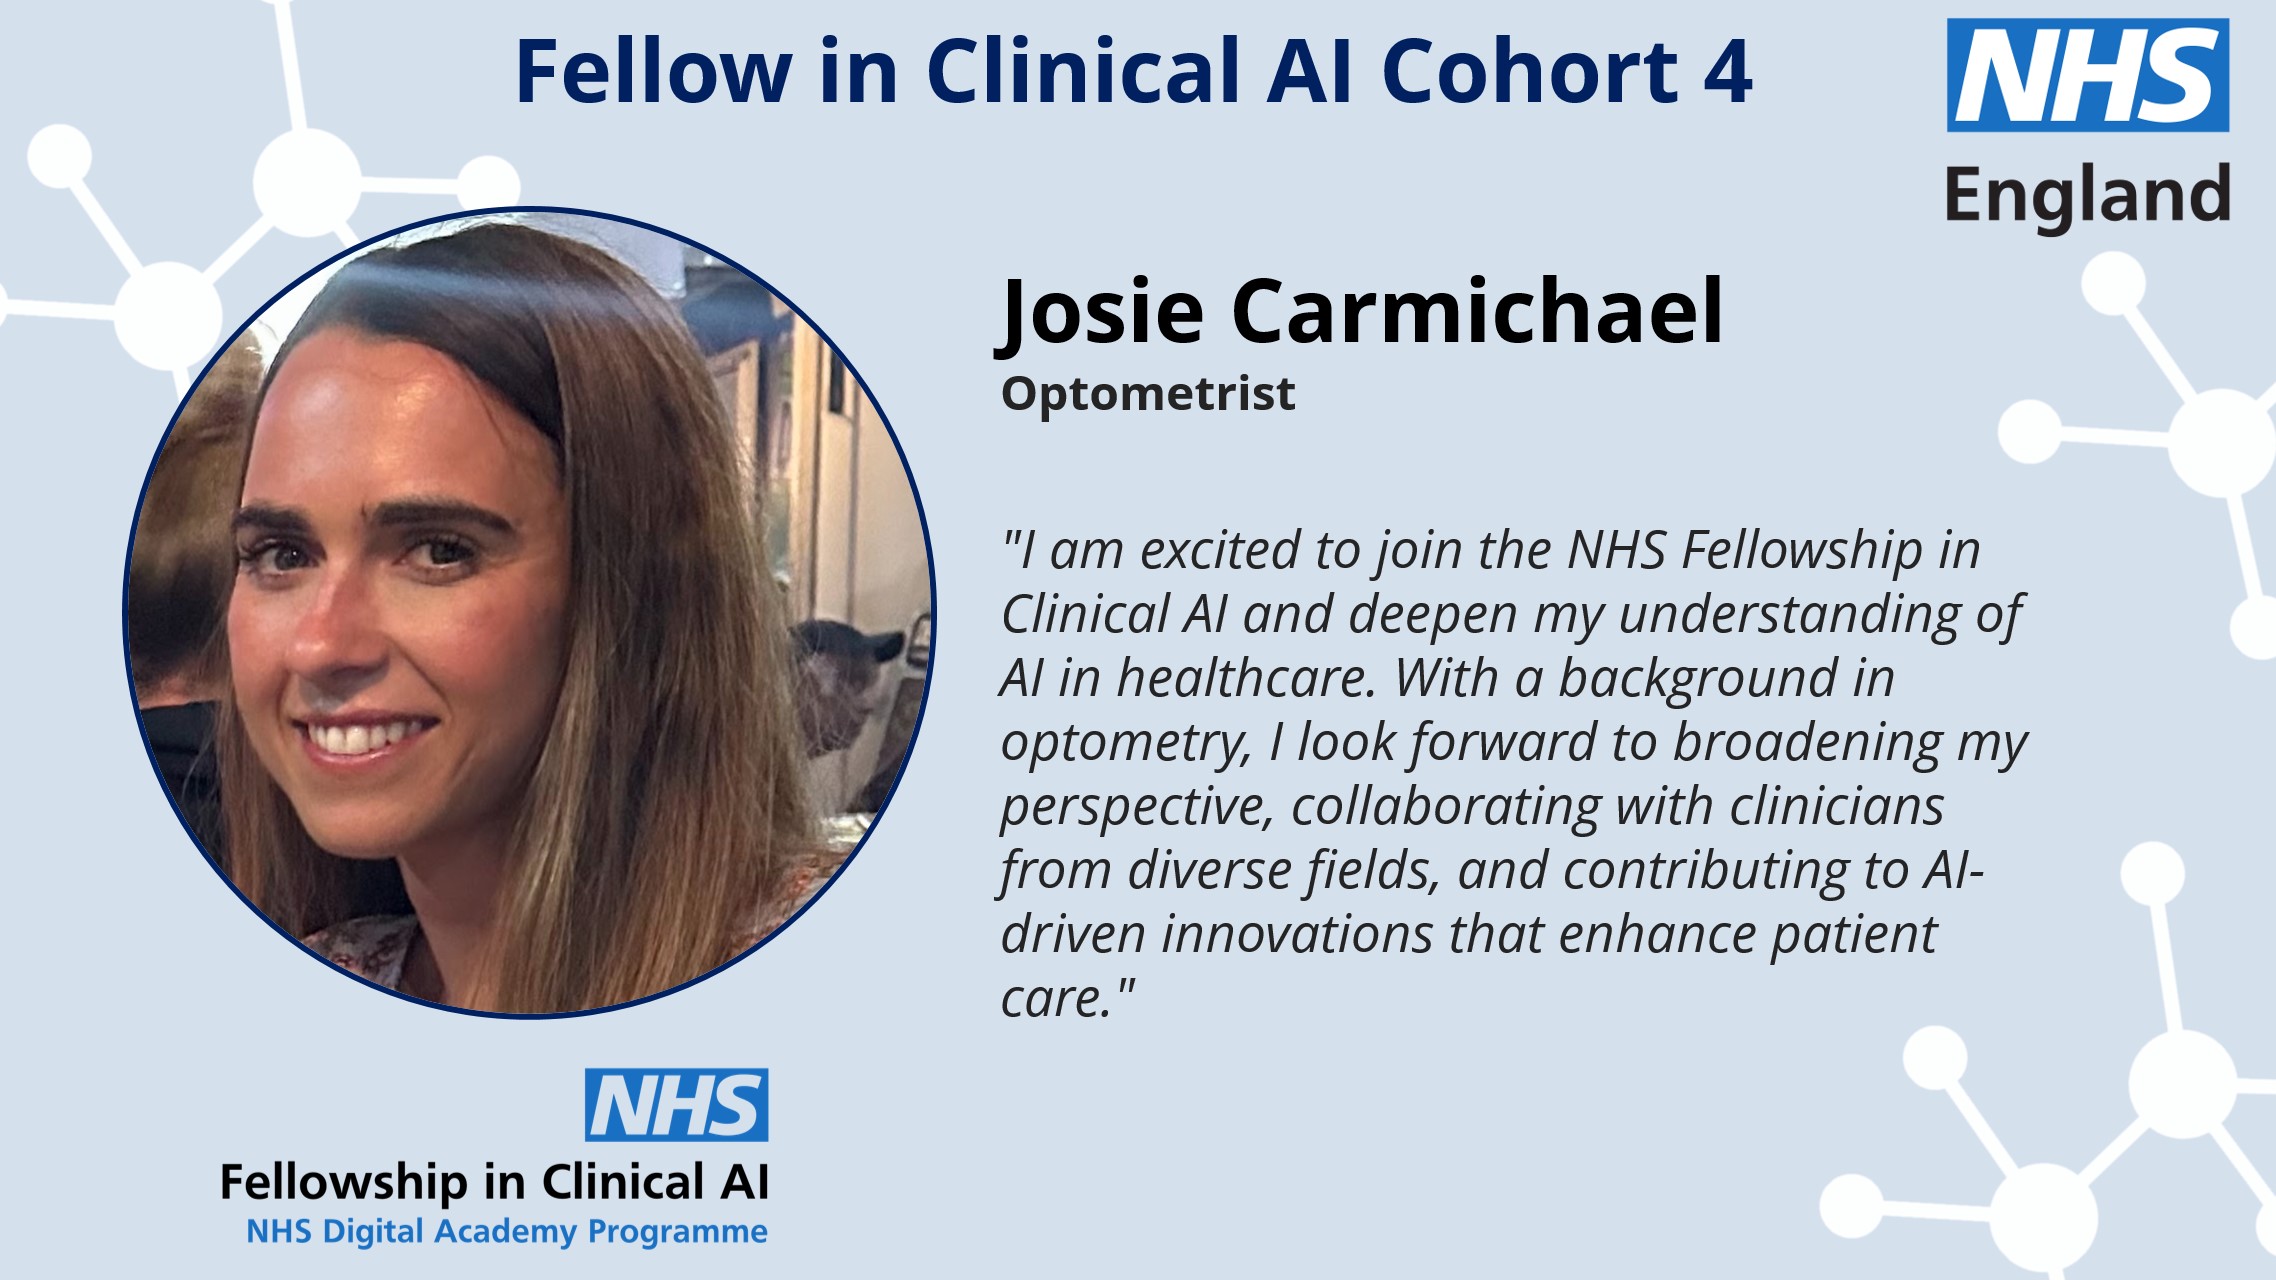 Fellow in Clinical AI Cohort 4
NHS
England
Josie Carmichael
Optometrist
"I am excited to join the NHS Fellowship in
Clinical AI and deepen my understanding of
AI in healthcare. With a background in
optometry, I look forward to broadening my
perspective, collaborating with clinicians
from diverse fields, and contributing to AI-
driven innovations that enhance patient
care."
NHS
Fellowship in Clinical AI
NHS Digital Academy Programme